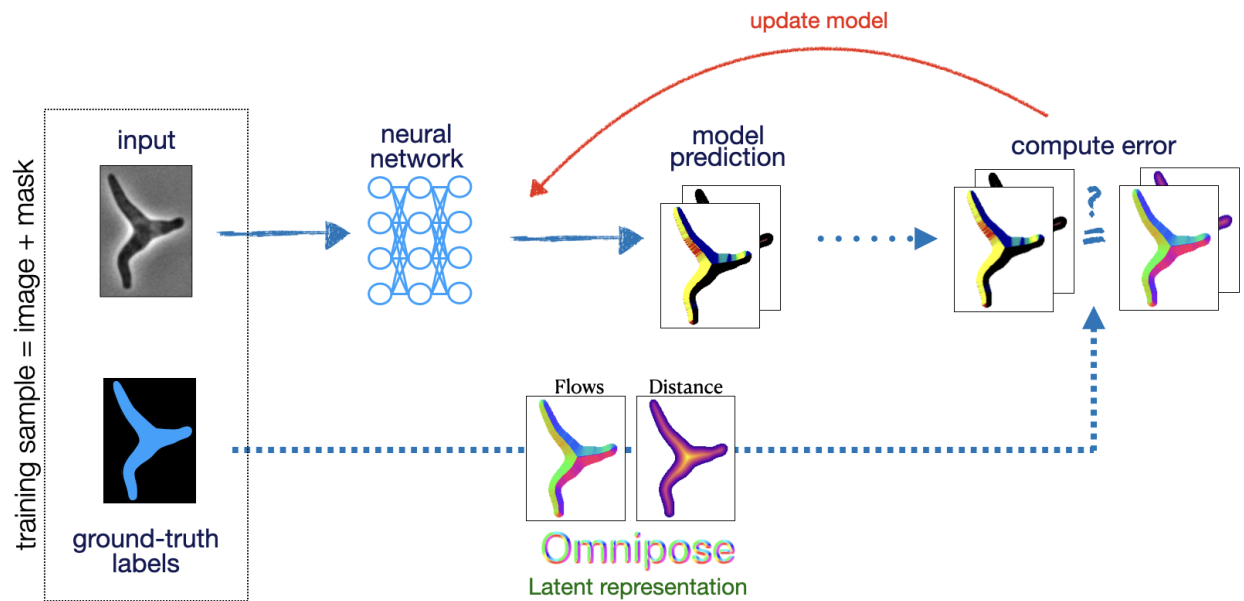 update model
training sample = image + mask
input
neural
network
model
prediction
compute error
?
=
Flows
Distance
ground-truth
labels
Omnipose
Latent representation